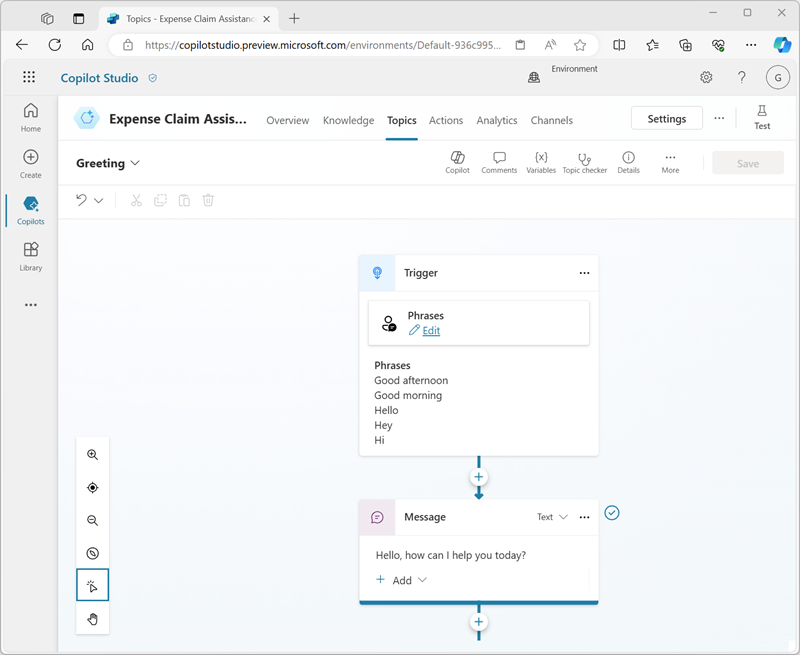 Topics - Expense Claim Assistanc
https://copilotstudio.preview.microsoft.com/environments/Default-936c995...
Copilot Studio
Environment
G
Home
Create
Copilots
Library
Expense Claim Assis...
Overview
Knowledge
Topics
Actions
Analytics
Channels
Settings
Test
Greeting
Copilot
Comments
{x}
Variables
Topic checker
Details
More
Save
Trigger
Phrases
Edit
Phrases
Good afternoon
Good morning
Hello
Hey
Hi
Message
Text
Hello, how can I help you today?
Add